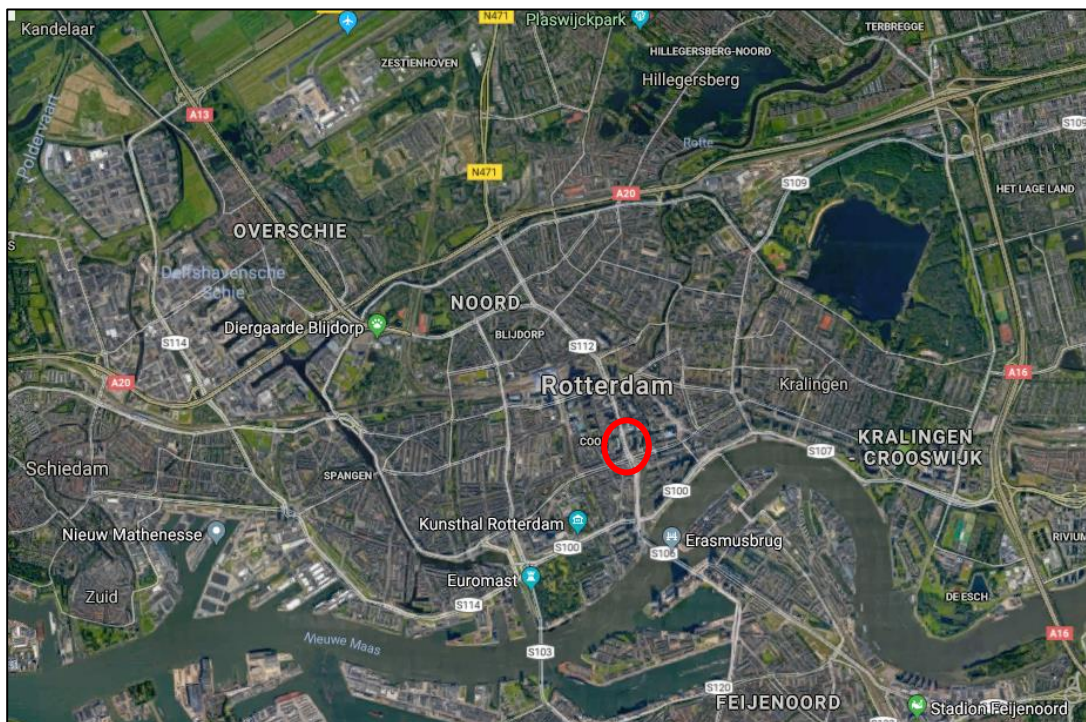 Kandelaar
N471
Plaswijckpark
TERBREGGE
ZESTIENHOVEN
HILLEGERSBERG-NOORD
Hillegersberg
A13
Polderbaan
S109
Rotte
N471
S109
A20
HET LAGE LAND
OVERSCHIE
Delfshavensche
Schie
NOORD
Diergaarde Blijdorp
BLIJDORP
S114
S112
A20
Rotterdam
Kralingen
A16
COO
KRALINGEN
- CROOSWIJK
S107
Schiedam
SPANGEN
S100
Nieuw Mathenesse
Kunsthal Rotterdam
Erasmusbrug
RIVIUM
S100
S106
Euromast
Zuid
S114
DE ESCH
Nieuwe Maas
A16
S103
S120
FEIJENOORD
Stadion Feijenoord